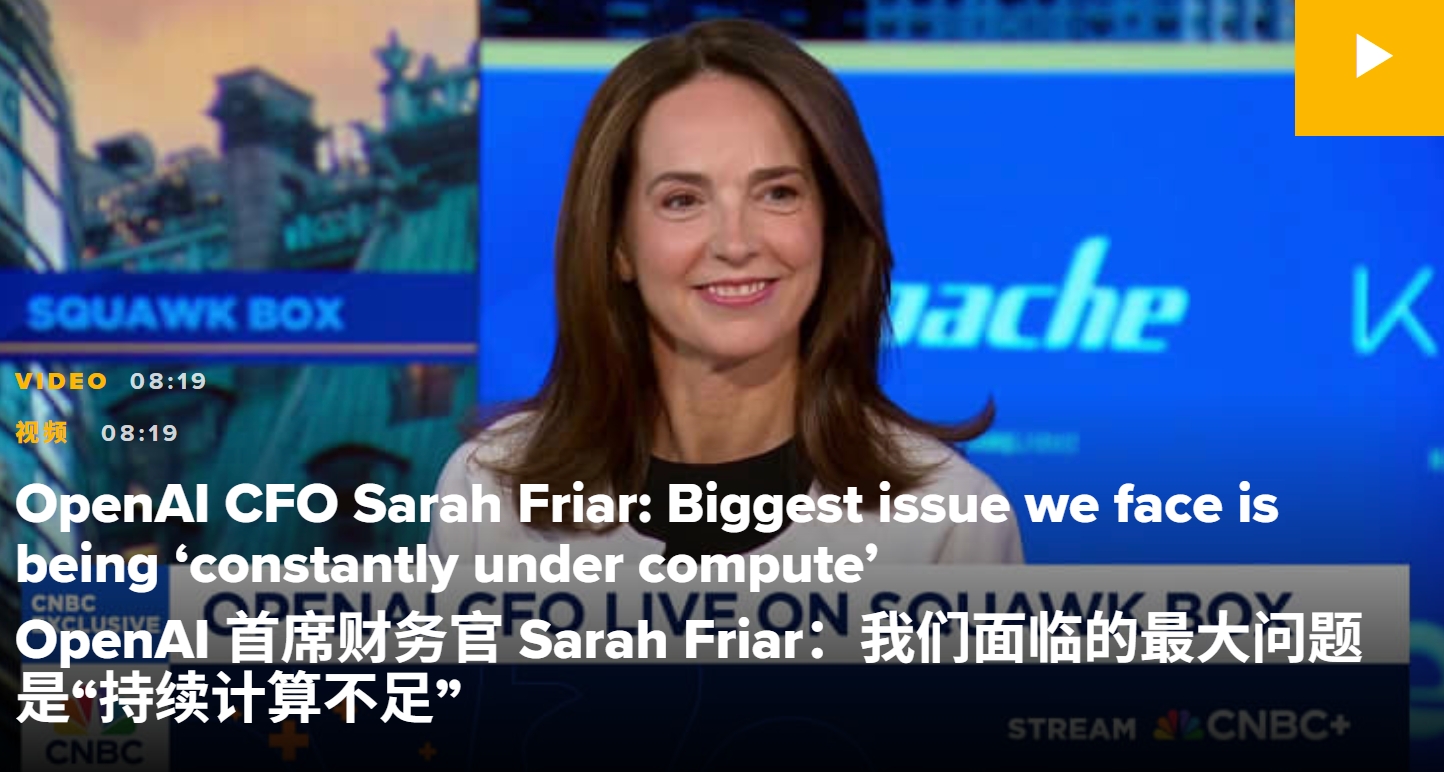 SQUAWK BOX
ache
K
VIDEO 08:19
视频 08:19
OpenAI CFO Sarah Friar: Biggest issue we face is
being ‘constantly under compute’
CNBC
EXCLUSIVE
OPENAI CFO LIVE ON SQUAWK BOX
OpenAI 首席财务官 Sarah Friar：我们面临的最大问题
是“持续计算不足”
CNBC
STREAM CNBC+